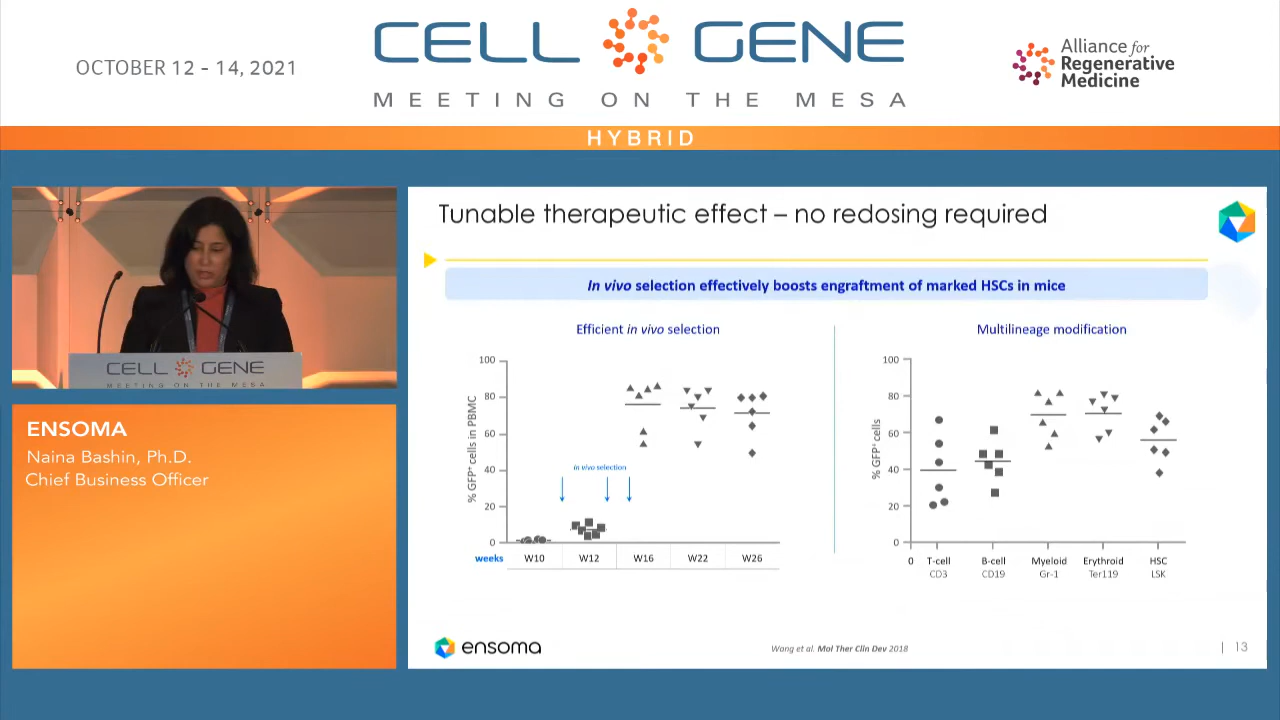 OCTOBER 12 - 14, 2021
CELL GENE
MEETING ON THE MESA
Alliance for
Regenerative
Medicine
HYBRID
CELL GENE
MEETING ON THE MESA
ENSOMA
Naina Bashin, Ph.D.
Chief Business Officer
Tunable therapeutic effect – no redosing required
In vivo selection effectively boosts engraftment of marked HSCs in mice
Efficient in vivo selection
% GFP+ cells in PBMC
100
80
60
40
20
0
In vivo selection
weeks W10 W12 W16 W22 W26
Multilineage modification
% GFP+ cells
100
80
60
40
20
0
0 T-cell B-cell Myeloid Erythroid HSC
CD3 CD19 Gr-1 Ter119 LSK
ensoma
Wang et al. Mol Ther Clin Dev 2018
| 13